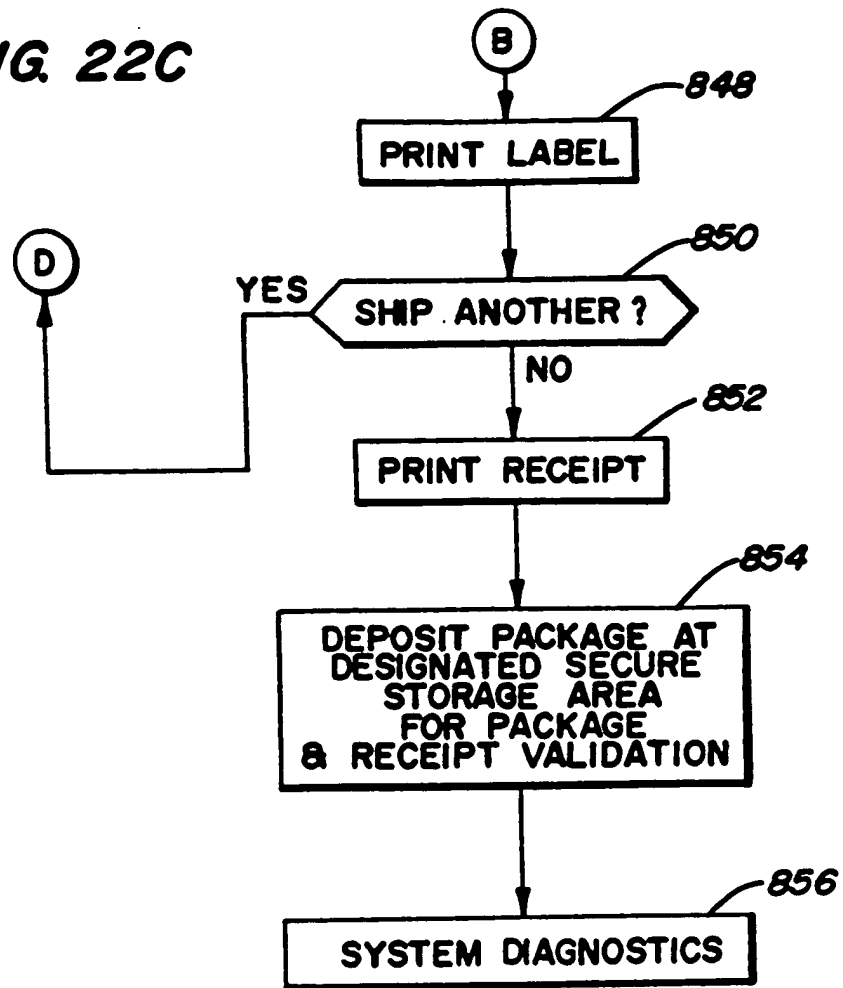 IG. 22C
B
848
PRINT LABEL
850
D
YES
SHIP ANOTHER ?
NO
852
PRINT RECEIPT
854
DEPOSIT PACKAGE AT
DESIGNATED SECURE
STORAGE AREA
FOR PACKAGE
& RECEIPT VALIDATION
856
SYSTEM DIAGNOSTICS